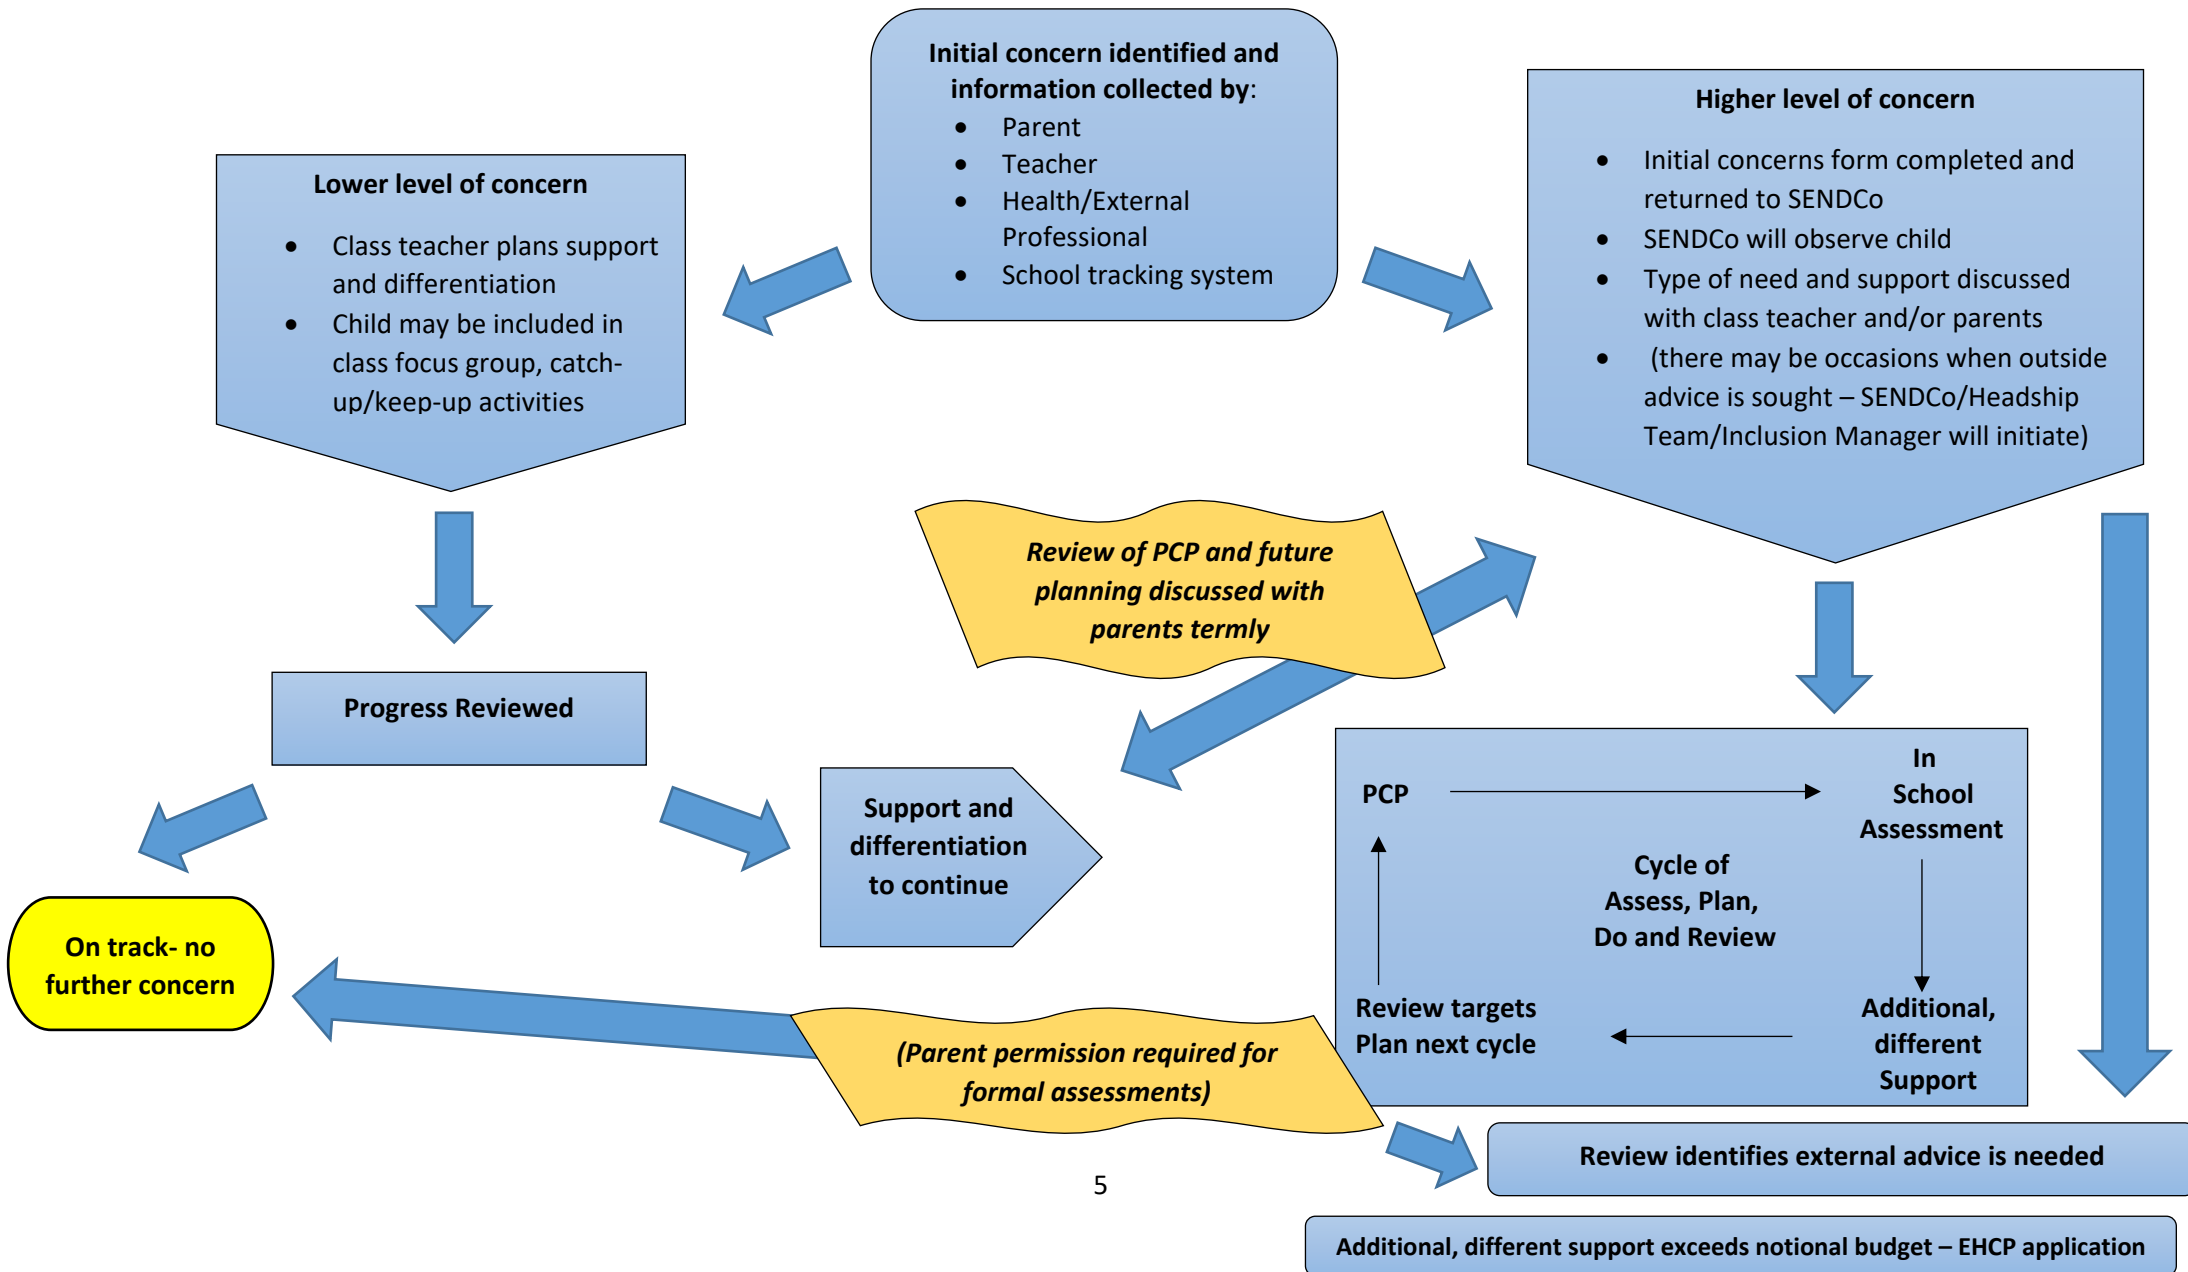 Initial concern identified and
information collected by:
• Parent
• Teacher
• Health/External
Professional
• School tracking system
Lower level of concern
• Class teacher plans support
and differentiation
• Child may be included in
class focus group, catch-
up/keep-up activities
Higher level of concern
• Initial concerns form completed and
returned to SENDCo
• SENDCo will observe child
• Type of need and support discussed
with class teacher and/or parents
• (there may be occasions when outside
advice is sought – SENDCo/Headship
Team/Inclusion Manager will initiate)
Review of PCP and future
planning discussed with
parents termly
Progress Reviewed
Support and
differentiation
to continue
On track- no
further concern
PCP
In
School
Assessment
Cycle of
Assess, Plan,
Do and Review
Review targets
Plan next cycle
Additional,
different
Support
(Parent permission required for
formal assessments)
Review identifies external advice is needed
5
Additional, different support exceeds notional budget – EHCP application